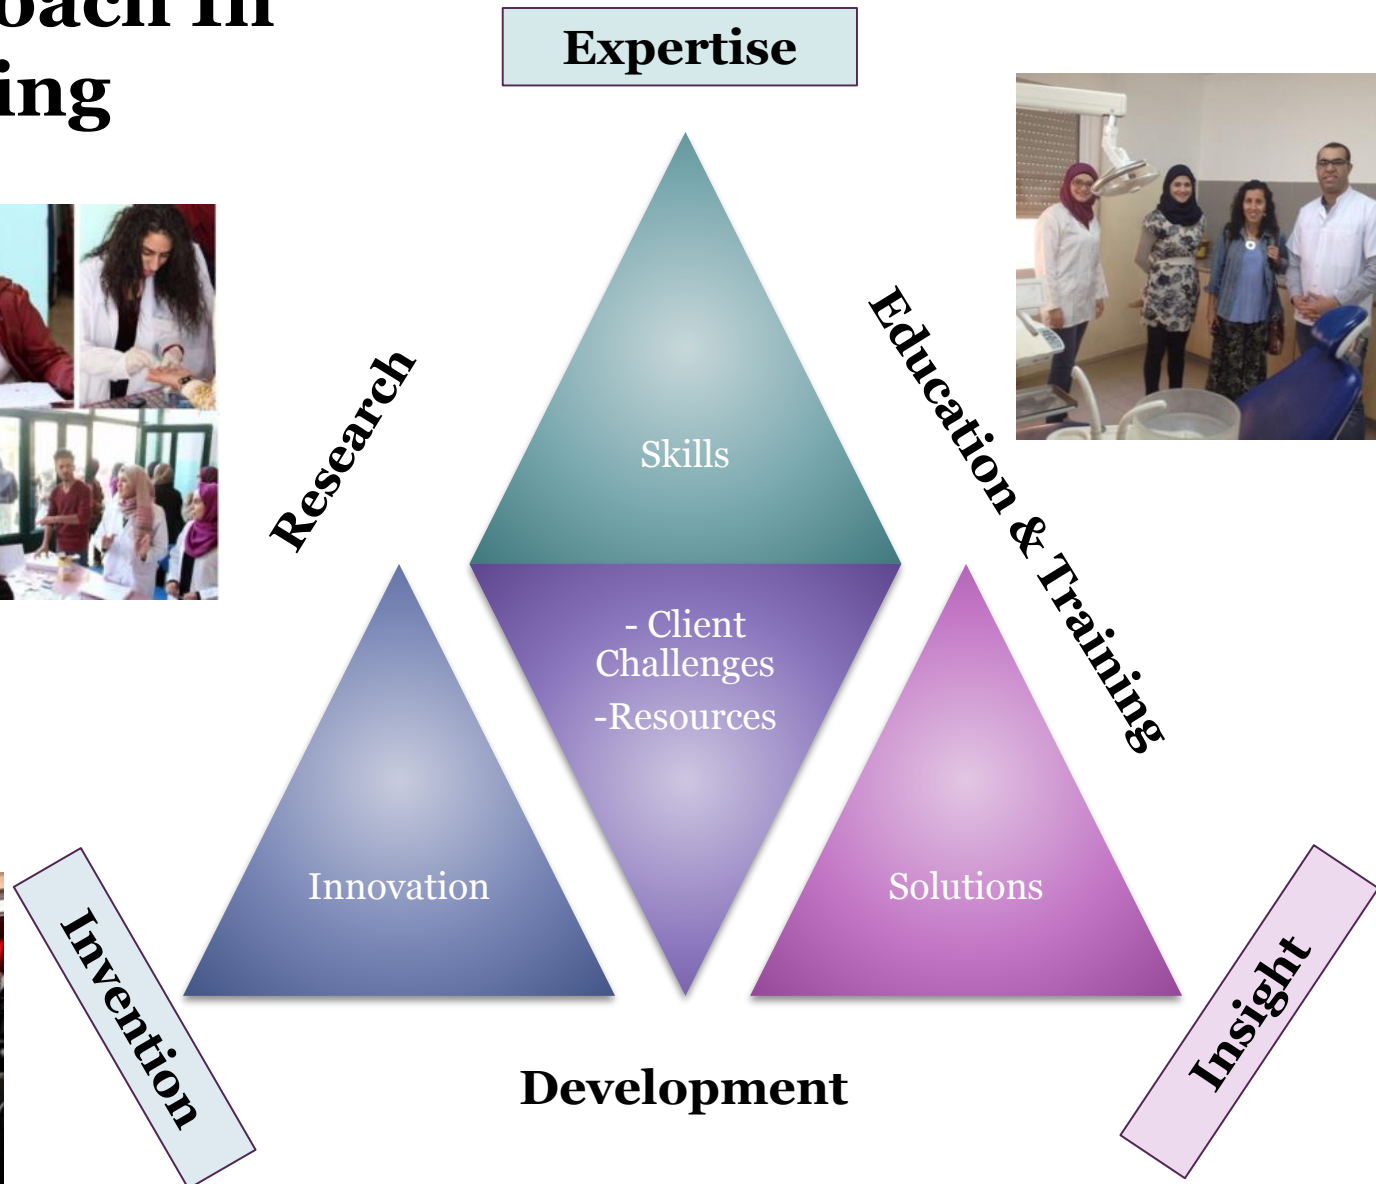 oach In
ing
Expertise
Research
Education & Training
Skills
- Client
Challenges
-Resources
Innovation
Solutions
Invention
Insight
Development